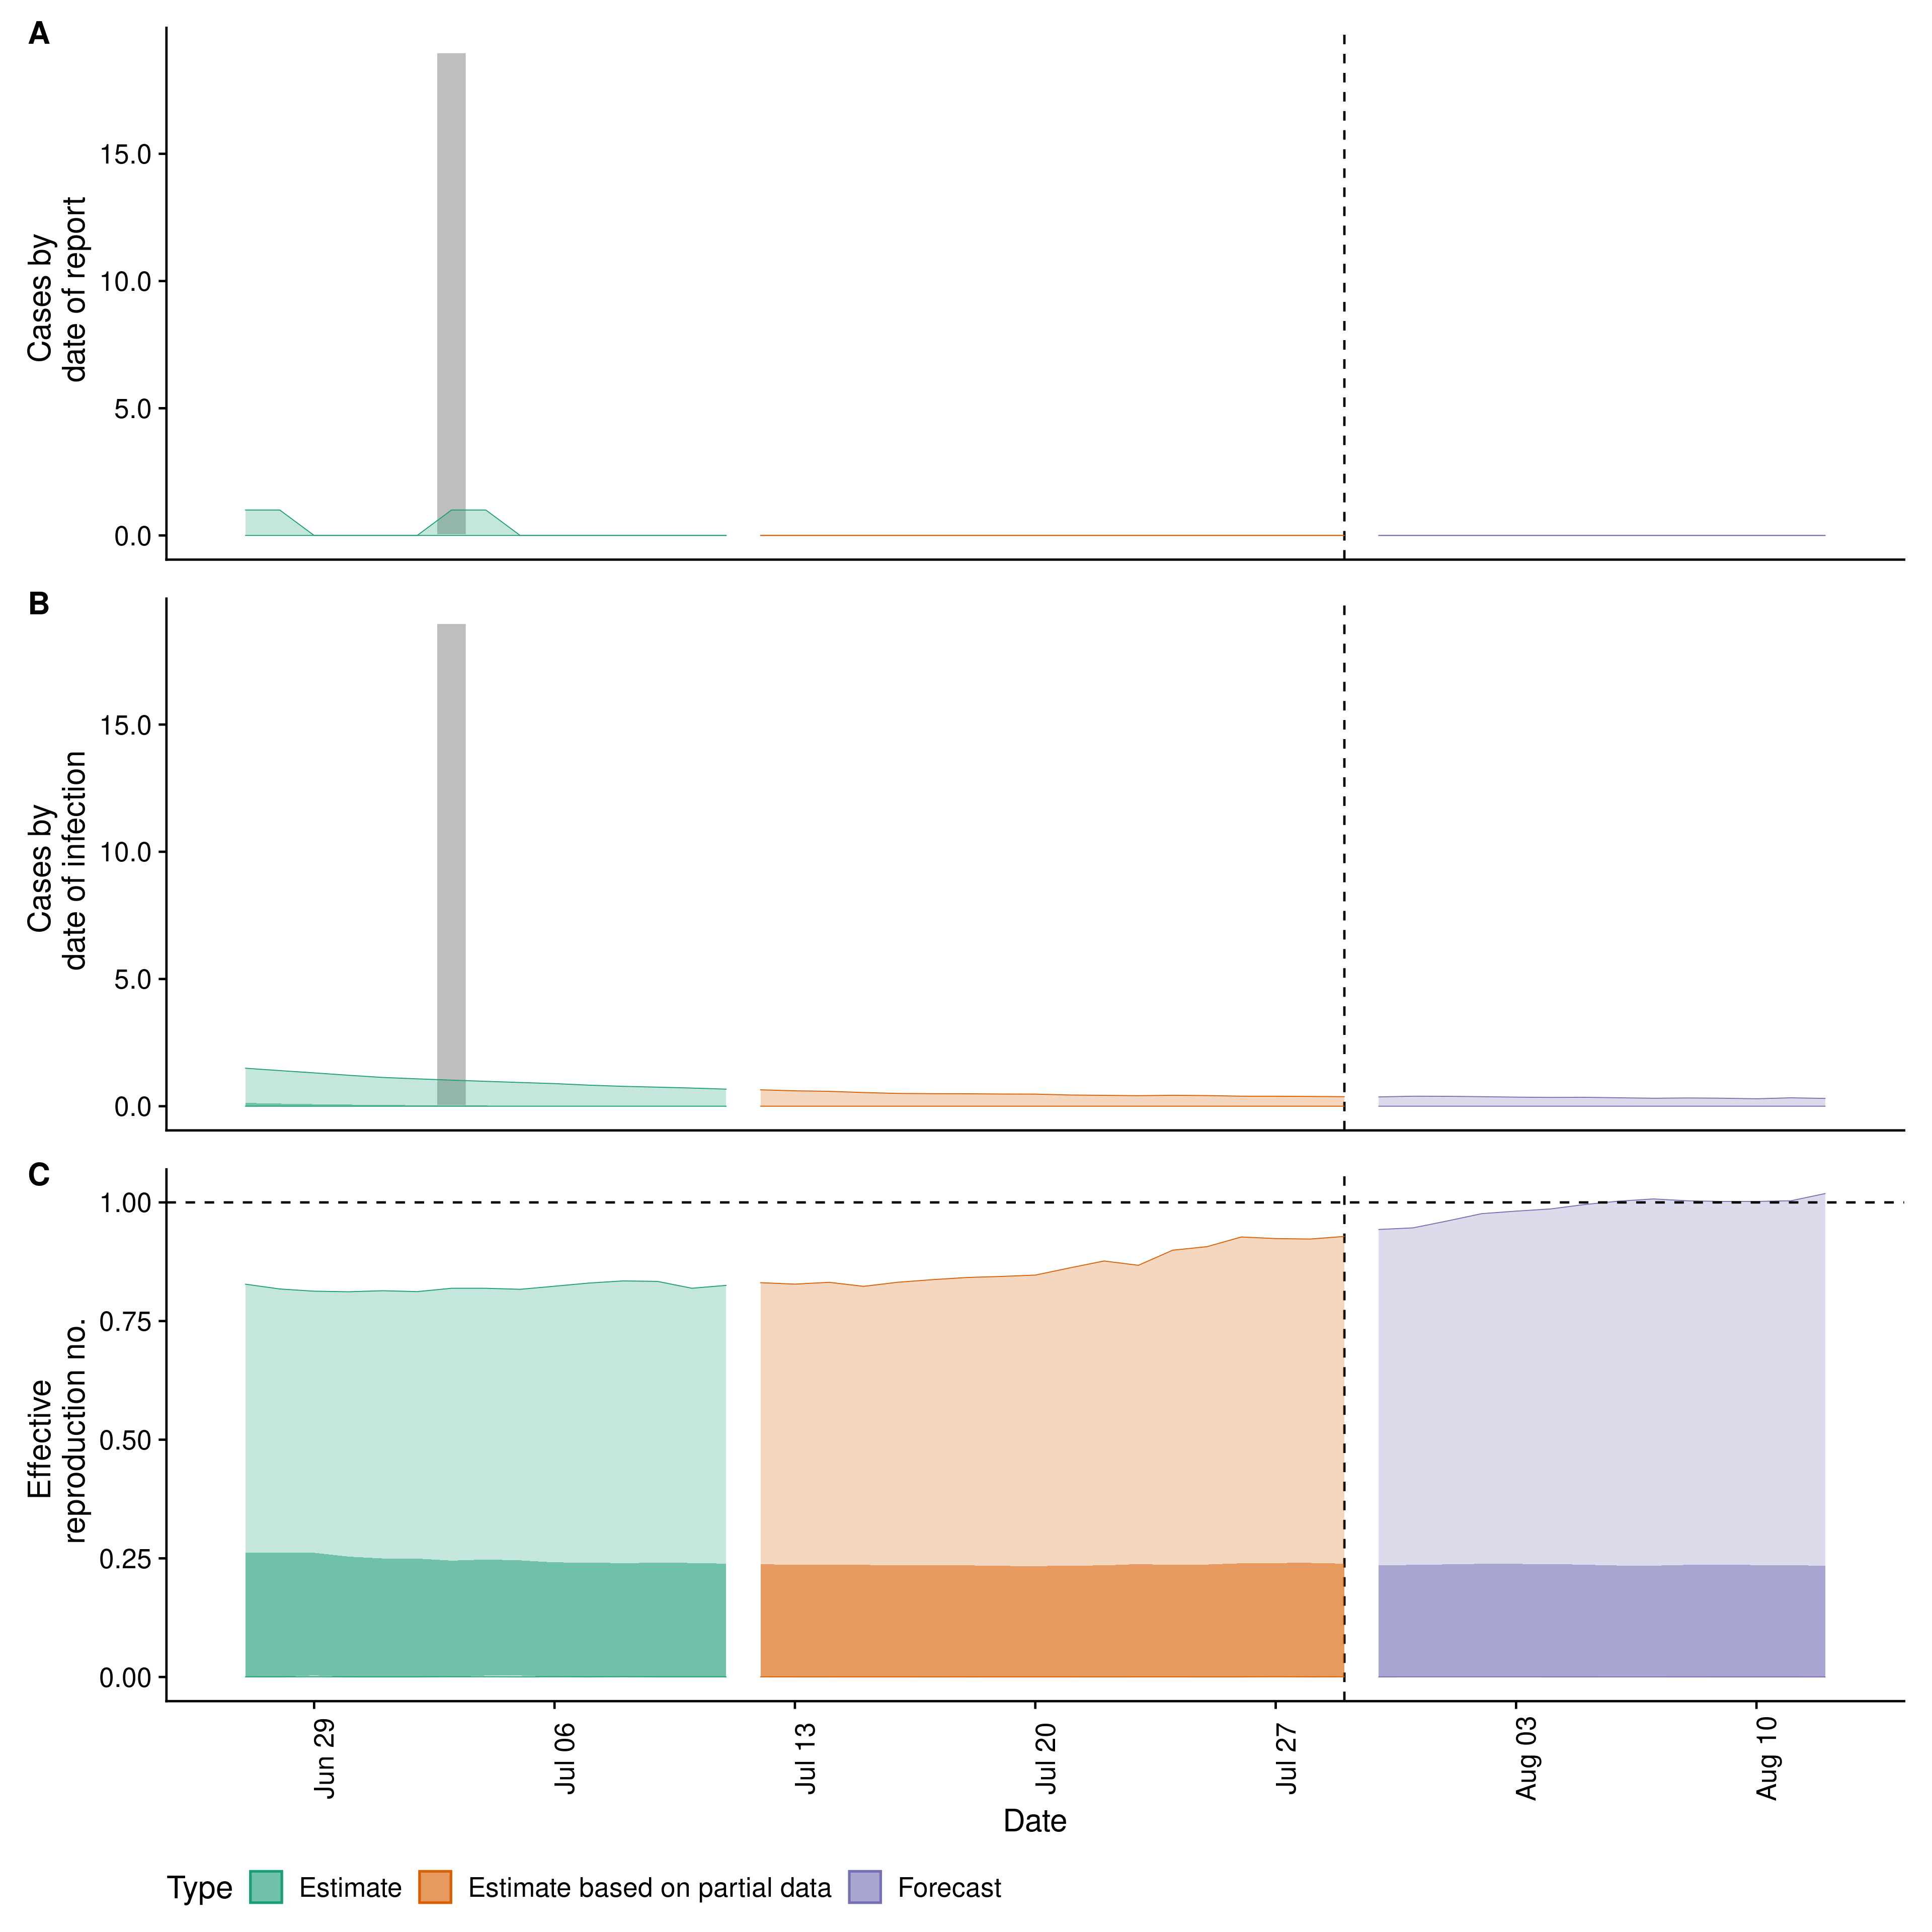 A
Cases by
date of report
15.0
10.0
5.0
0.0
B
Cases by
date of infection
15.0
10.0
5.0
0.0
C
Effective
reproduction no.
1.00
0.75
0.50
0.25
0.00
Jun 29
Jul 06
Jul 13
Jul 20
Jul 27
Aug 03
Aug 10
Date
Type Estimate Estimate based on partial data Forecast